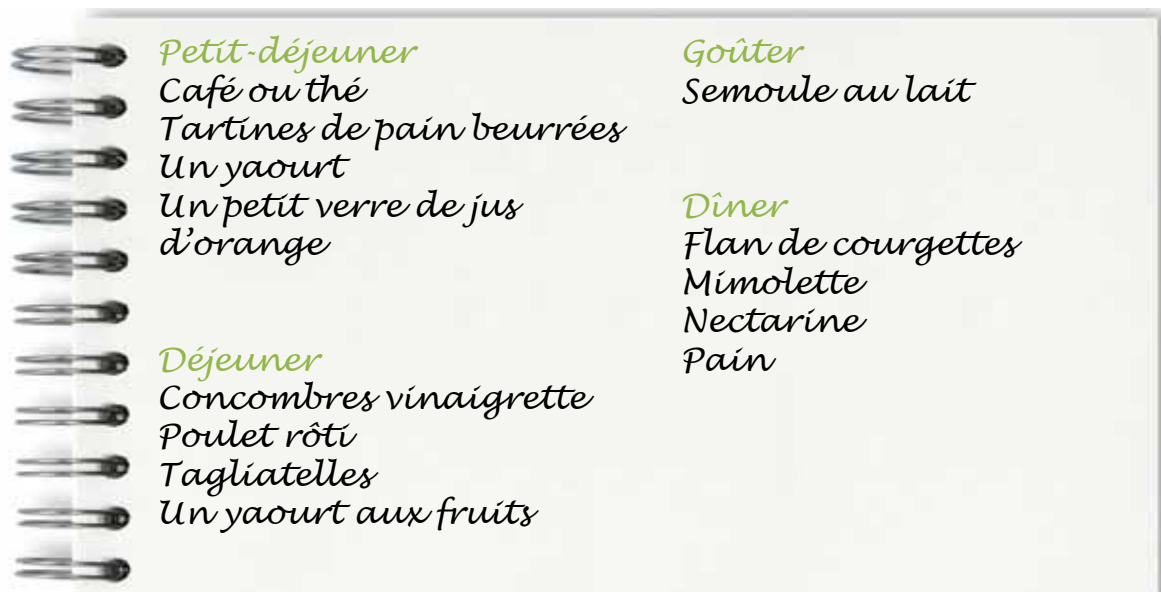 Petit-déjeuner
Café ou thé
Tartines de pain beurrées
Un yaourt
Un petit verre de jus
d'orange
Déjeuner
Concombres vinaigrette
Poulet rôti
Tagliatelles
Un yaourt aux fruits
Goûter
Semoule au lait
Dîner
Flan de courgettes
Mimolette
Nectarine
Pain